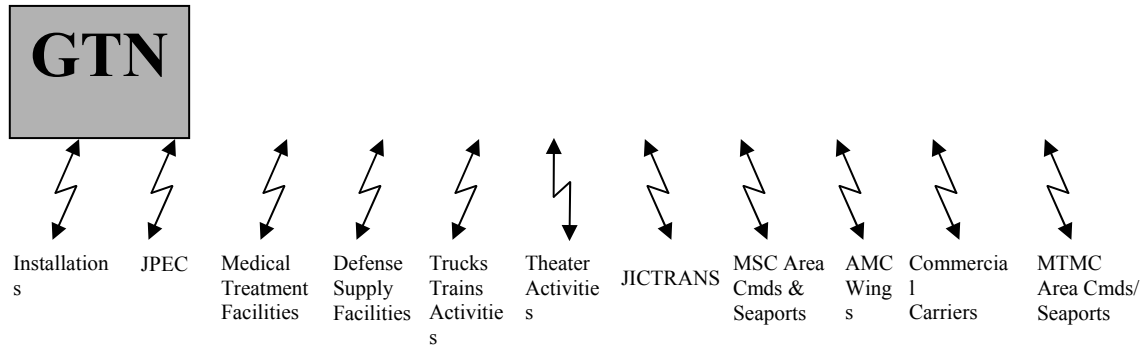 GTN
Installation
s
JPEC
Medical
Treatment
Facilities
Defense
Supply
Facilities
Trucks
Trains
Activitie
s
Theater
Activitie
s
JICTRANS
MSC Area
Cmds &
Seaports
AMC
Wing
s
Commercia
l
Carriers
MTMC
Area Cmds/
Seaports